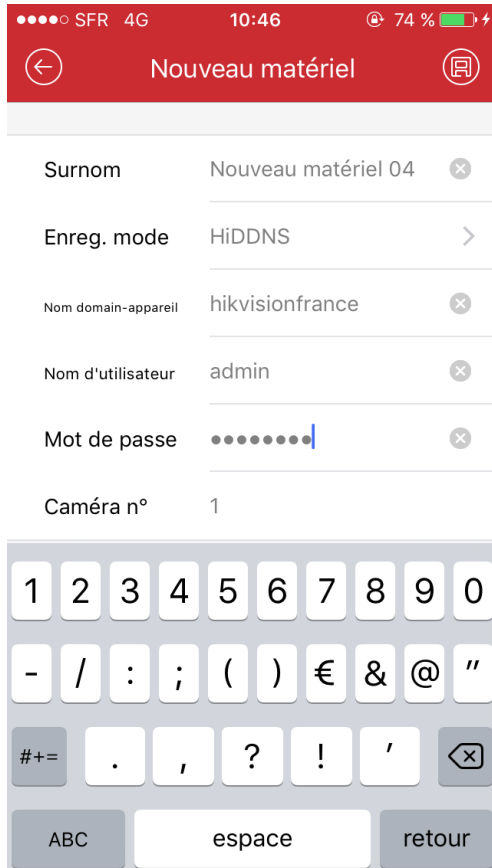 SFR 4G 10:46 74 %
Nouveau matériel
Surnom Nouveau matériel 04
Enreg. mode HiDDNS
Nom domain-appareil hikvisionfrance
Nom d'utilisateur admin
Mot de passe ••••••••
Caméra n° 1
1 2 3 4 5 6 7 8 9 0
- / : ; ( ) € & @ "
#+= . , ? ! '
ABC espace retour